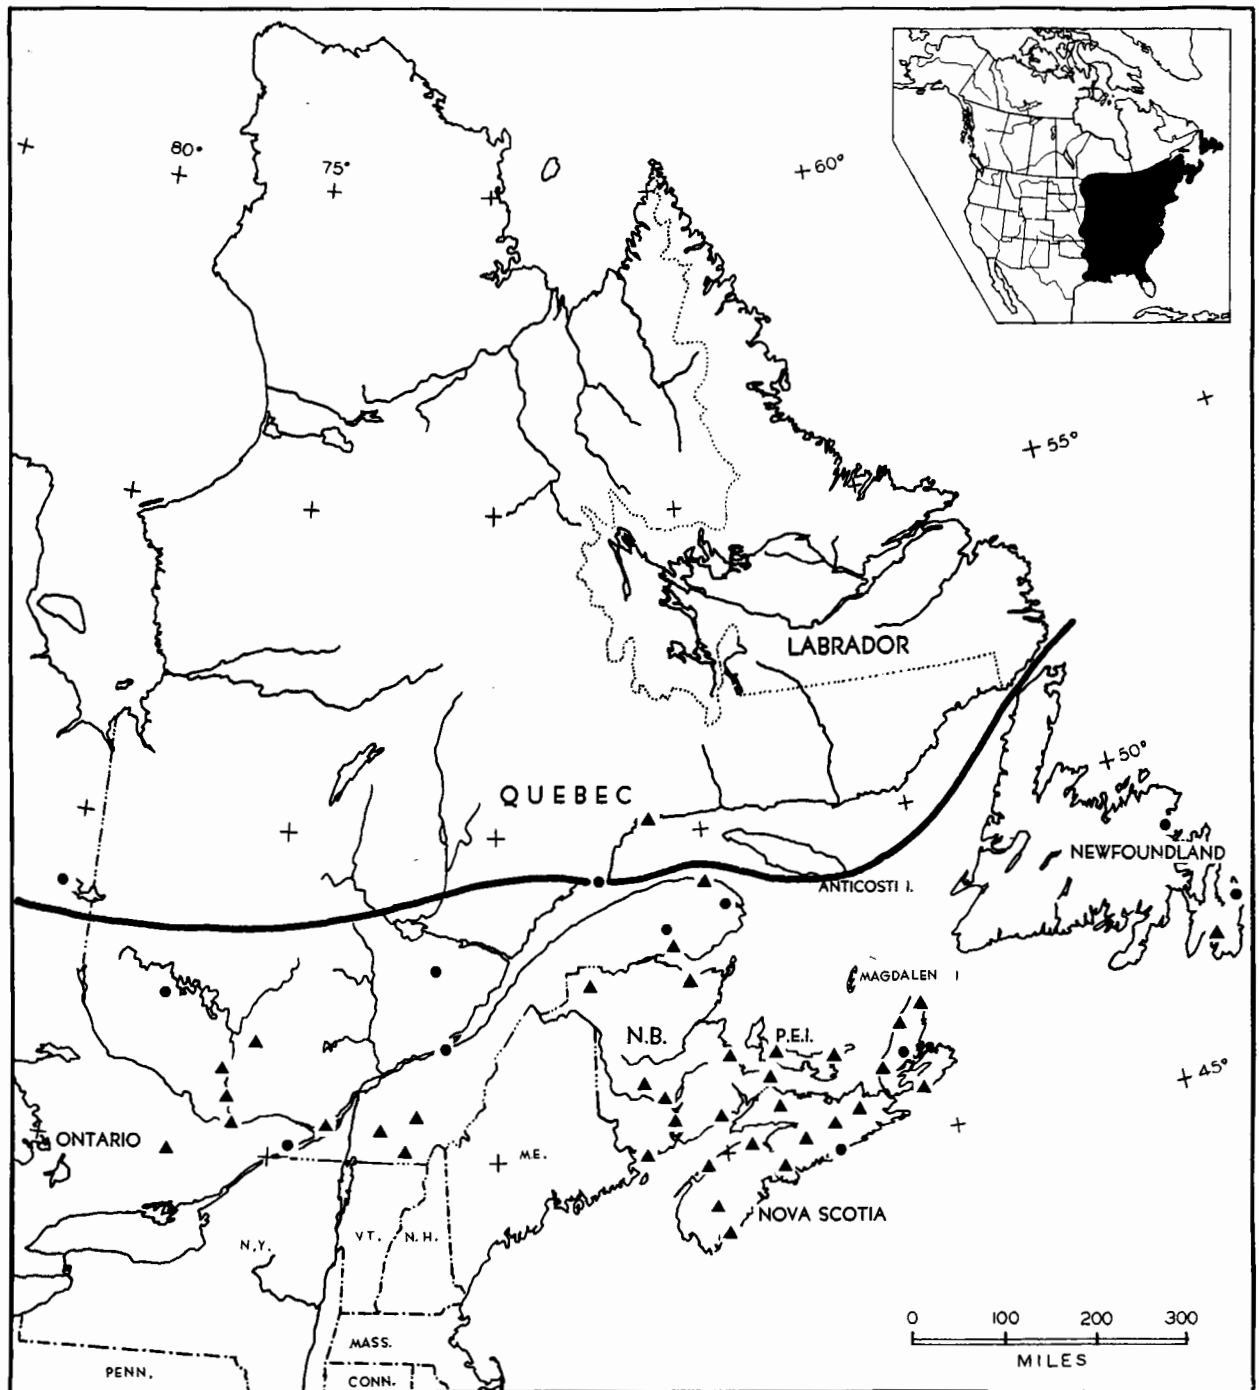 80°
75°
60°
55°
LABRADOR
50°
QUEBEC
NEWFOUNDLAND
ANTICOSTI I.
MAGDALEN I
N.B.
P.E.I.
45°
ONTARIO
ME.
NOVA SCOTIA
N.Y.
VT.
N.H.
0 100 200 300
MILES
MASS.
PENN.
CONN.